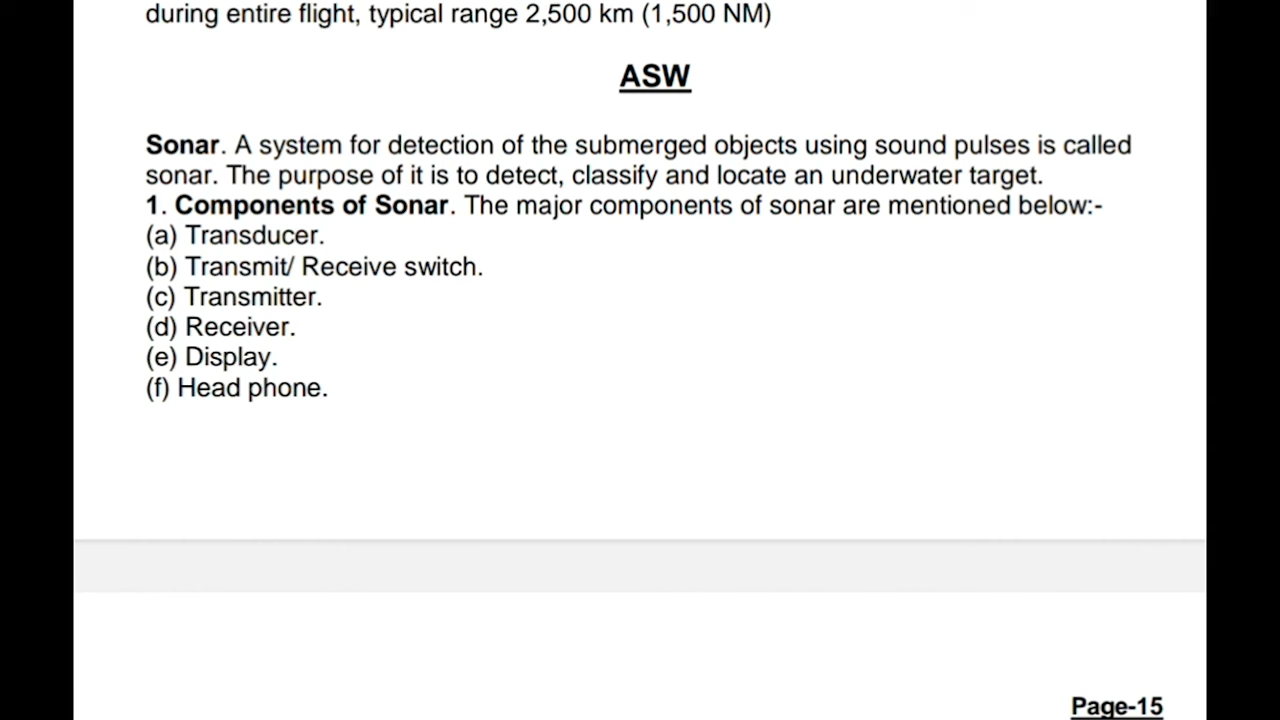 during entire flight, typical range 2,500 km (1,500 NM)
ASW
Sonar. A system for detection of the submerged objects using sound pulses is called
sonar. The purpose of it is to detect, classify and locate an underwater target.
1. Components of Sonar. The major components of sonar are mentioned below:-
(a) Transducer.
(b) Transmit/ Receive switch.
(c) Transmitter.
(d) Receiver.
(e) Display.
(f) Head phone.
Page-15